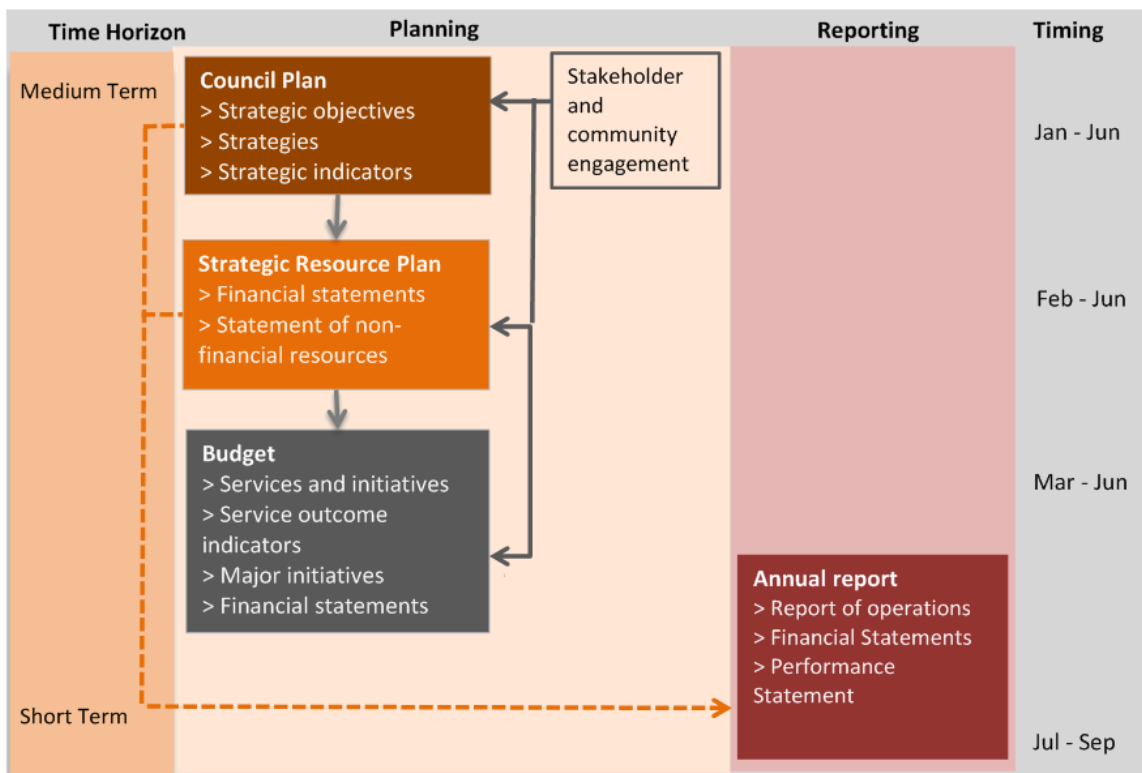 Time Horizon
Planning
Reporting
Timing
Medium Term
Council Plan
> Strategic objectives
> Strategies
> Strategic indicators
Stakeholder
and
community
engagement
Jan - Jun
Strategic Resource Plan
> Financial statements
> Statement of non-
financial resources
Feb - Jun
Budget
> Services and initiatives
> Service outcome
indicators
> Major initiatives
> Financial statements
Mar - Jun
Annual report
> Report of operations
> Financial Statements
> Performance
Statement
Short Term
Jul - Sep